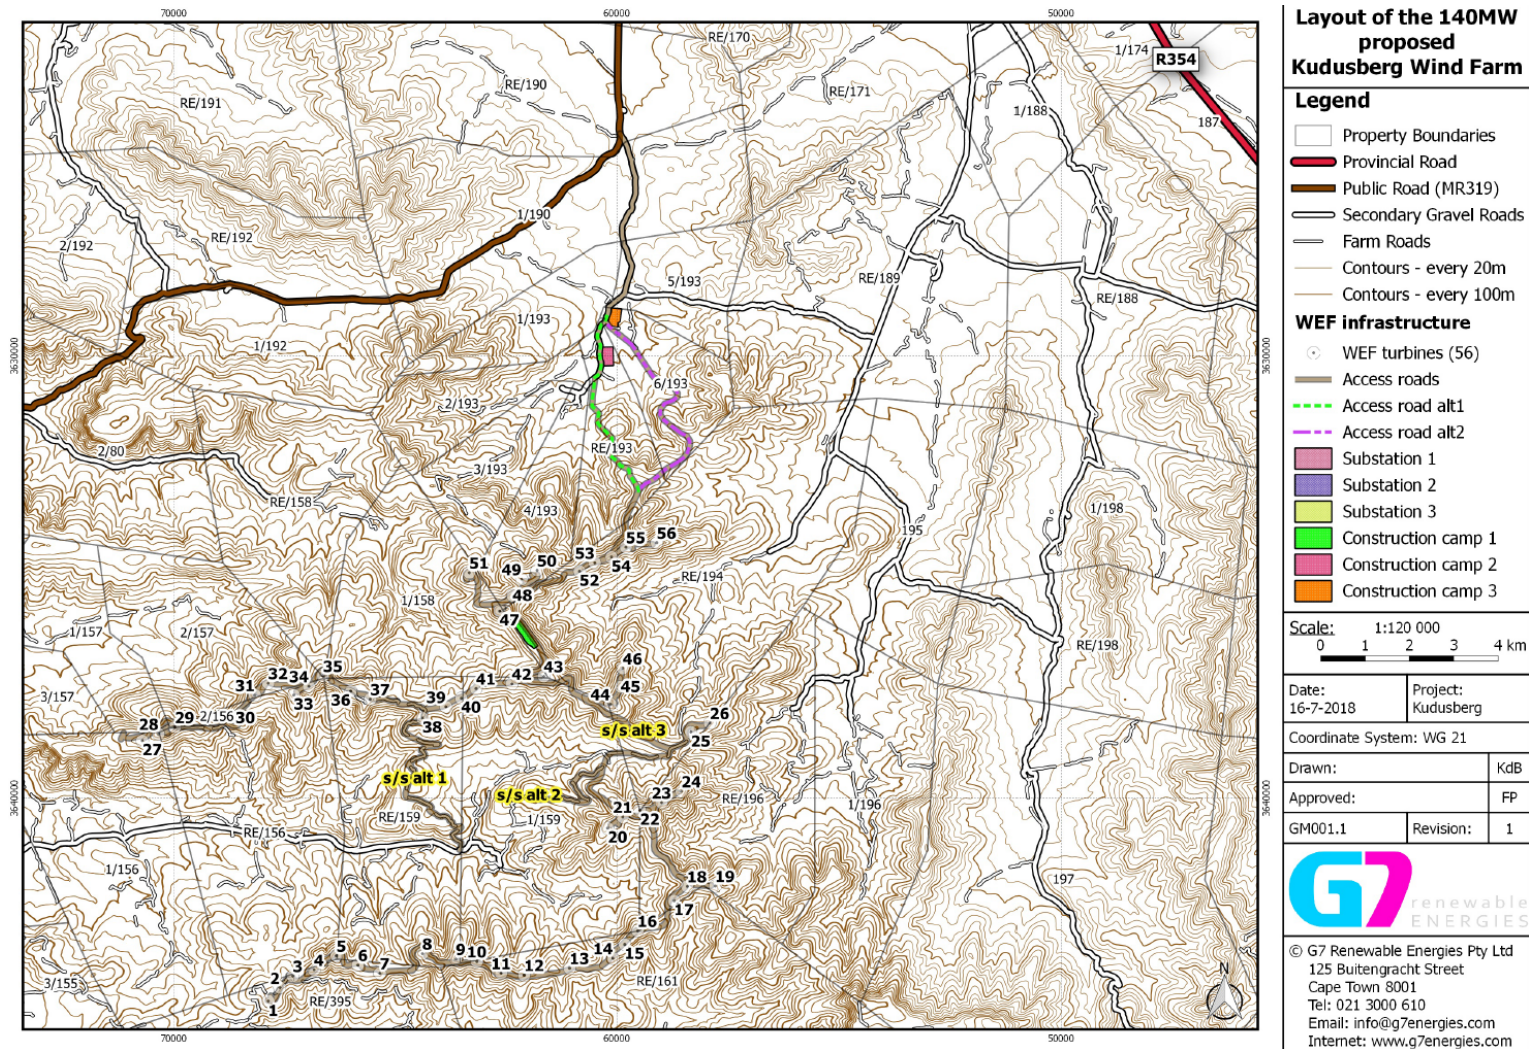 70000
60000
50000
RE/170
1/174
R354
RE/190
RE/171
RE/191
1/188
187
1/190
RE/192
2/192
RE/189
5/193
RE/188
1/193
1/192
3630000
3630000
6/193
2/193
RE/193
2/80
3/193
RE/158
4/193
1/198
195
56
55
53
54
50
51
49
52
RE/194
48
1/158
47
1/157
2/157
RE/198
46
35
43
32
34
42
41
45
3/157
31
37
44
33
36
39
40
26
2/156
30
29
28
38
s/s alt 3
25
27
s/s alt 1
24
s/s alt 2
23
RE/196
1/196
3640000
3640000
21
22
RE/159
1/159
20
RE/156
1/156
18
19
197
17
16
5
8
9
10
14
15
4
6
7
11
12
13
3
2
3/155
RE/161
RE/395
1
N
70000
60000
50000
Layout of the 140MW
proposed
Kudusberg Wind Farm
Legend
Property Boundaries
Provincial Road
Public Road (MR319)
Secondary Gravel Roads
Farm Roads
Contours - every 20m
Contours - every 100m
WEF infrastructure
WEF turbines (56)
Access roads
Access road alt1
Access road alt2
Substation 1
Substation 2
Substation 3
Construction camp 1
Construction camp 2
Construction camp 3
Scale: 1:120 000
0 1 2 3 4 km
Date: Project:
16-7-2018 Kudusberg
Coordinate System: WG 21
Drawn: KdB
Approved: FP
GM001.1 Revision: 1
G7 renewable
ENERGIES
© G7 Renewable Energies Pty Ltd
125 Buitengracht Street
Cape Town 8001
Tel: 021 3000 610
Email: info@g7energies.com
Internet: www.g7energies.com